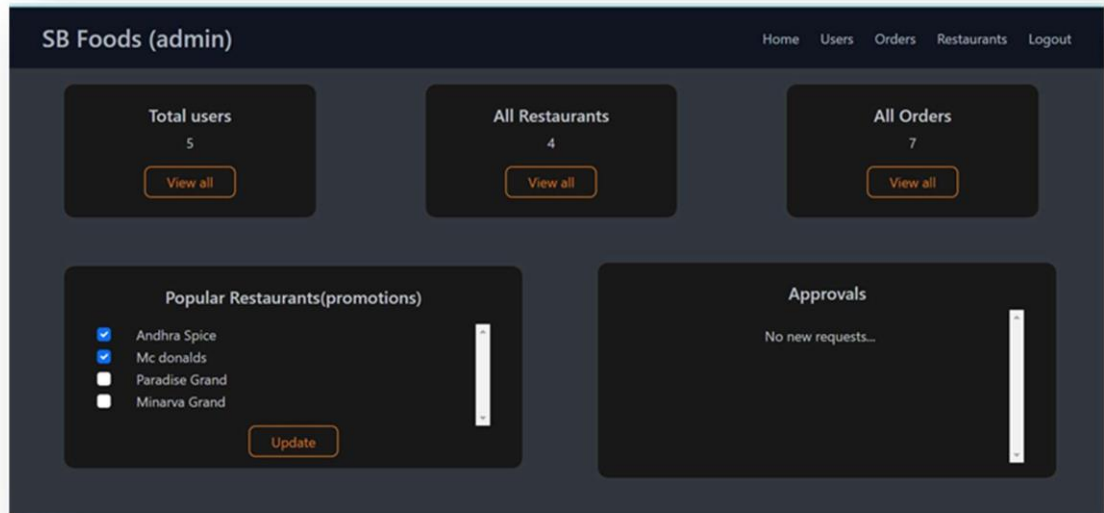 SB Foods (admin)
Home Users Orders Restaurants Logout
Total users
5
View all
All Restaurants
4
View all
All Orders
7
View all
Popular Restaurants(promotions)
Andhra Spice
Mc donalds
Paradise Grand
Minarva Grand
Update
Approvals
No new requests...